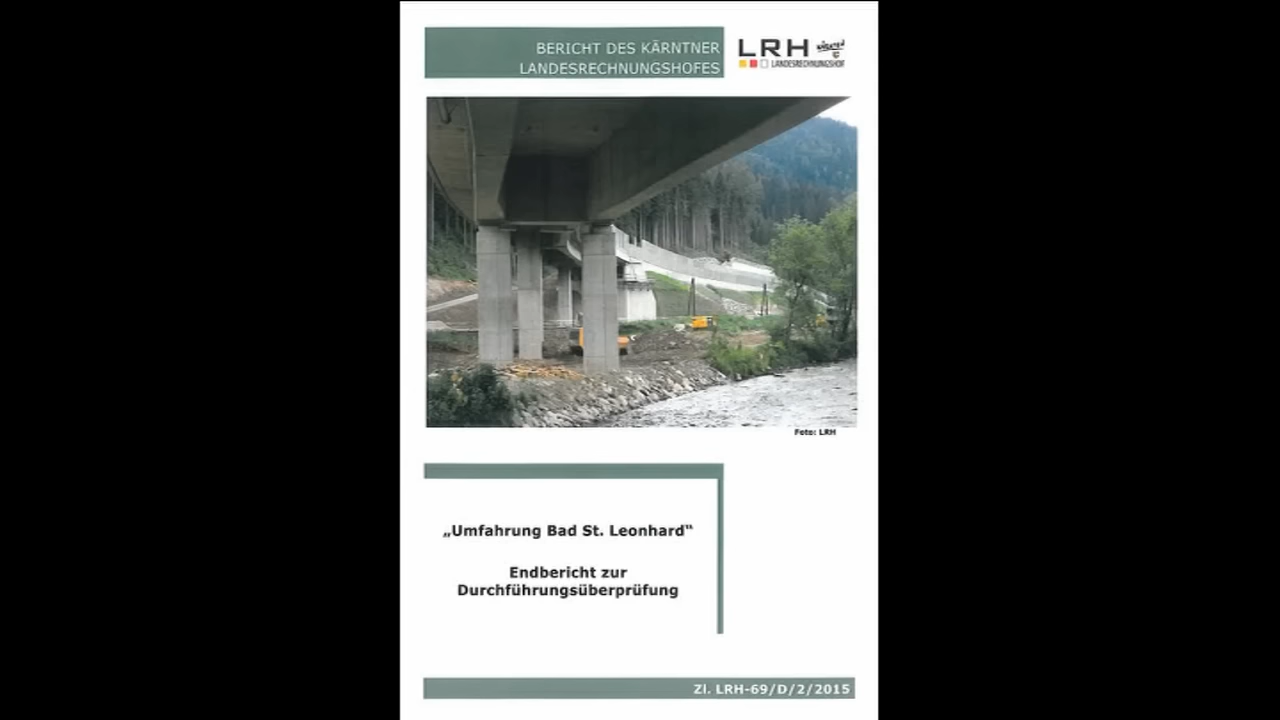 BERICHT DES KÄRNTNER
LANDESRECHNUNGSHOFES
LRH
KÄRNTEN
LANDESRECHNUNGSHOF
Foto: LRH
„Umfahrung Bad St. Leonhard“
Endbericht zur
Durchführungsüberprüfung
Zl. LRH-69/D/2/2015